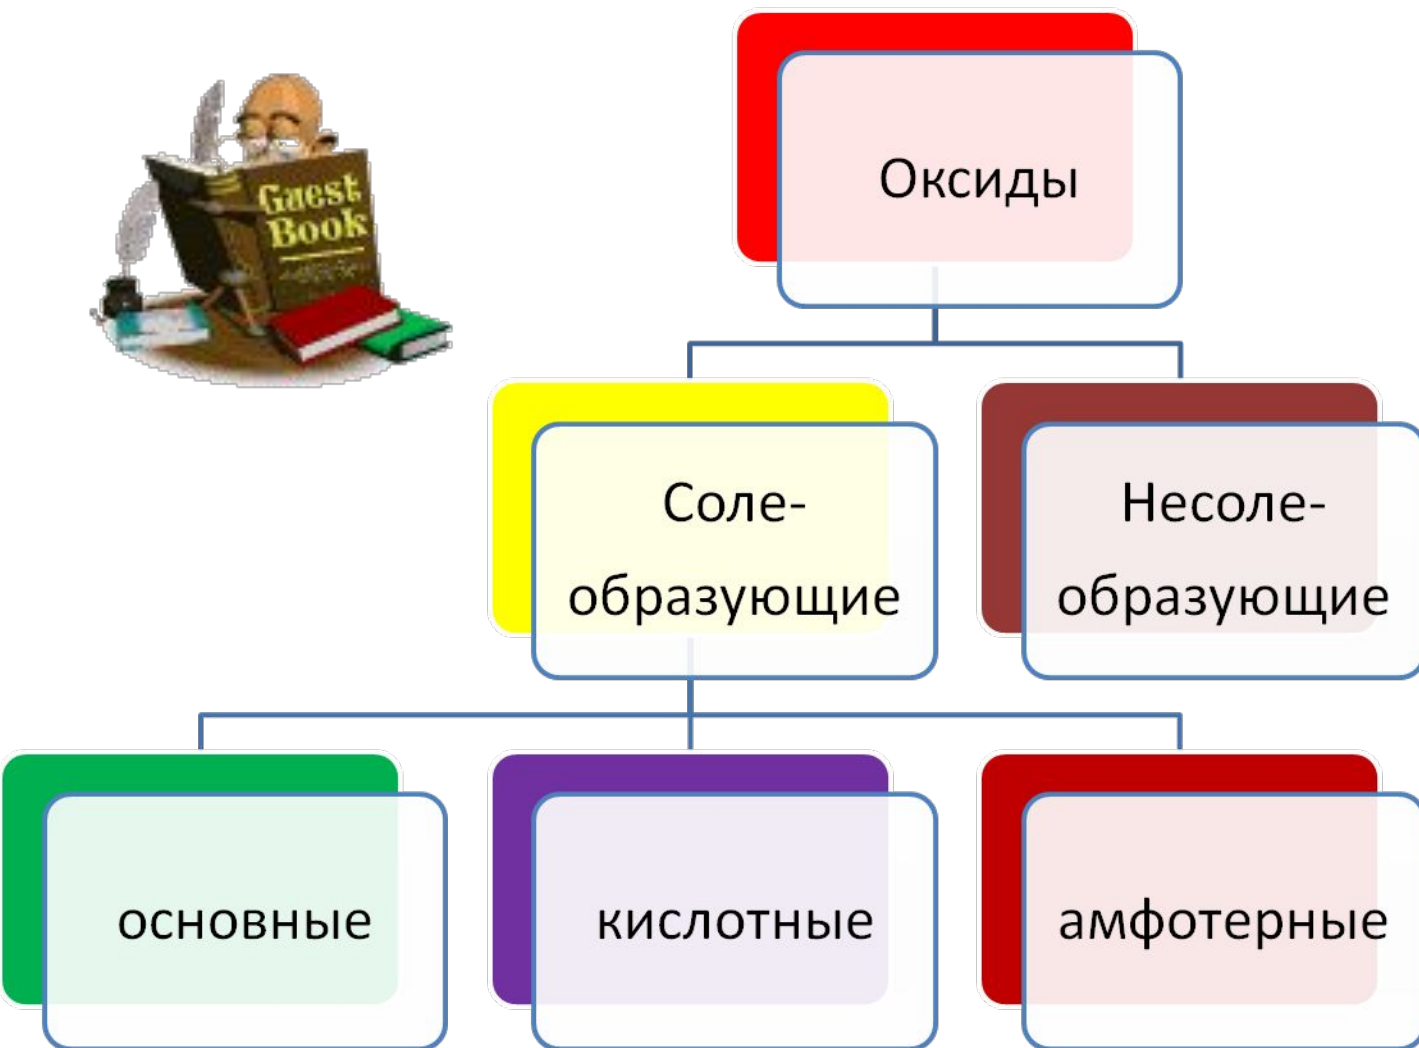 Guest
Book
Оксиды
Соле-
образующие
Несоле-
образующие
основные
кислотные
амфотерные